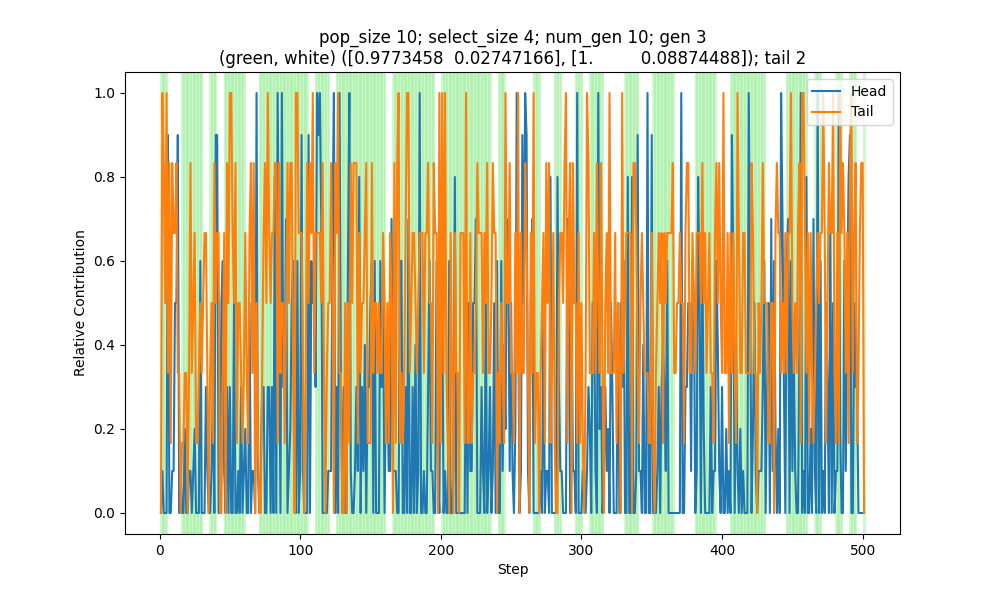 pop_size 10; select_size 4; num_gen 10; gen 3
(green, white) ([0.9773458  0.02747166], [1.         0.08874488]); tail 2
Head
Tail
Relative Contribution
1.0
0.8
0.6
0.4
0.2
0.0
0 100 200 300 400 500
Step